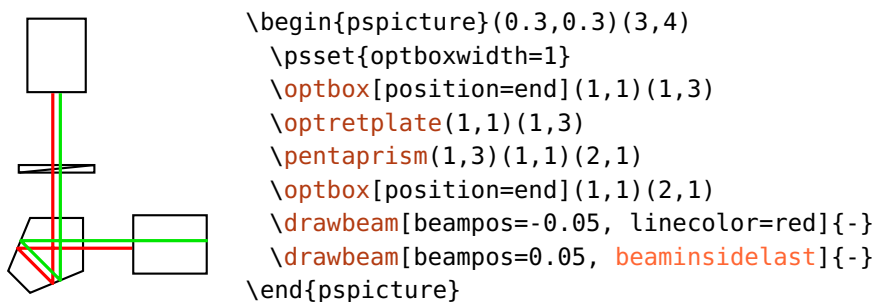 \begin{pspicture}(0.3,0.3)(3,4)
  \psset{optboxwidth=1}
  \optbox[position=end](1,1)(1,3)
  \optretplate(1,1)(1,3)
  \pentaprism(1,3)(1,1)(2,1)
  \optbox[position=end](1,1)(2,1)
  \drawbeam[beampos=-0.05, linecolor=red]{-}
  \drawbeam[beampos=0.05, beaminsidelast]{-}
\end{pspicture}